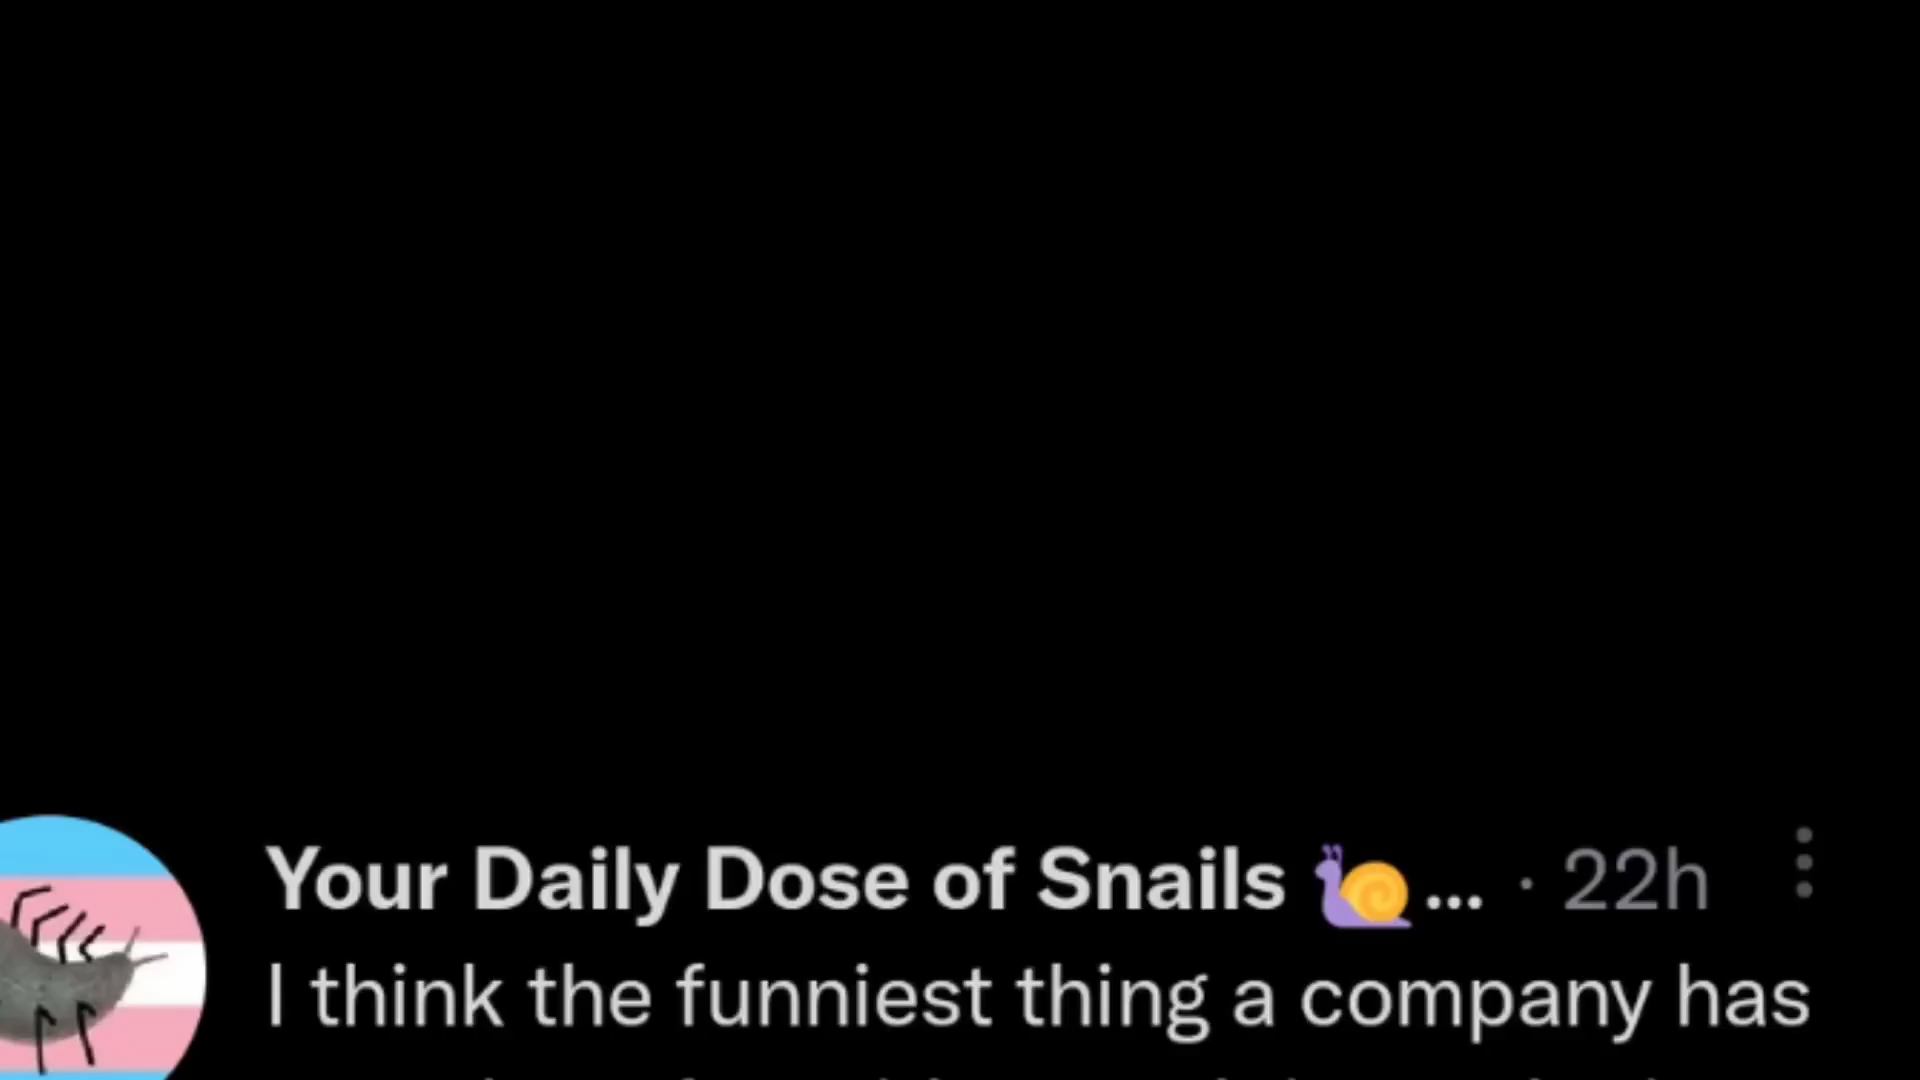 Your Daily Dose of Snails 🐌... · 22h
I think the funniest thing a company has